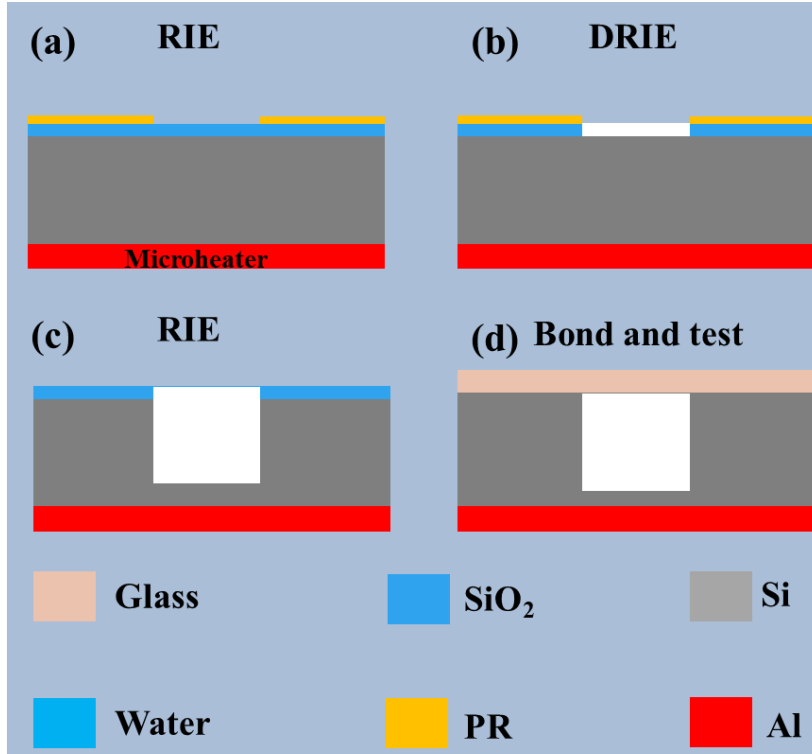 (a) RIE
(b) DRIE
Microheater
(c) RIE
(d) Bond and test
Glass
SiO₂
Si
Water
PR
Al